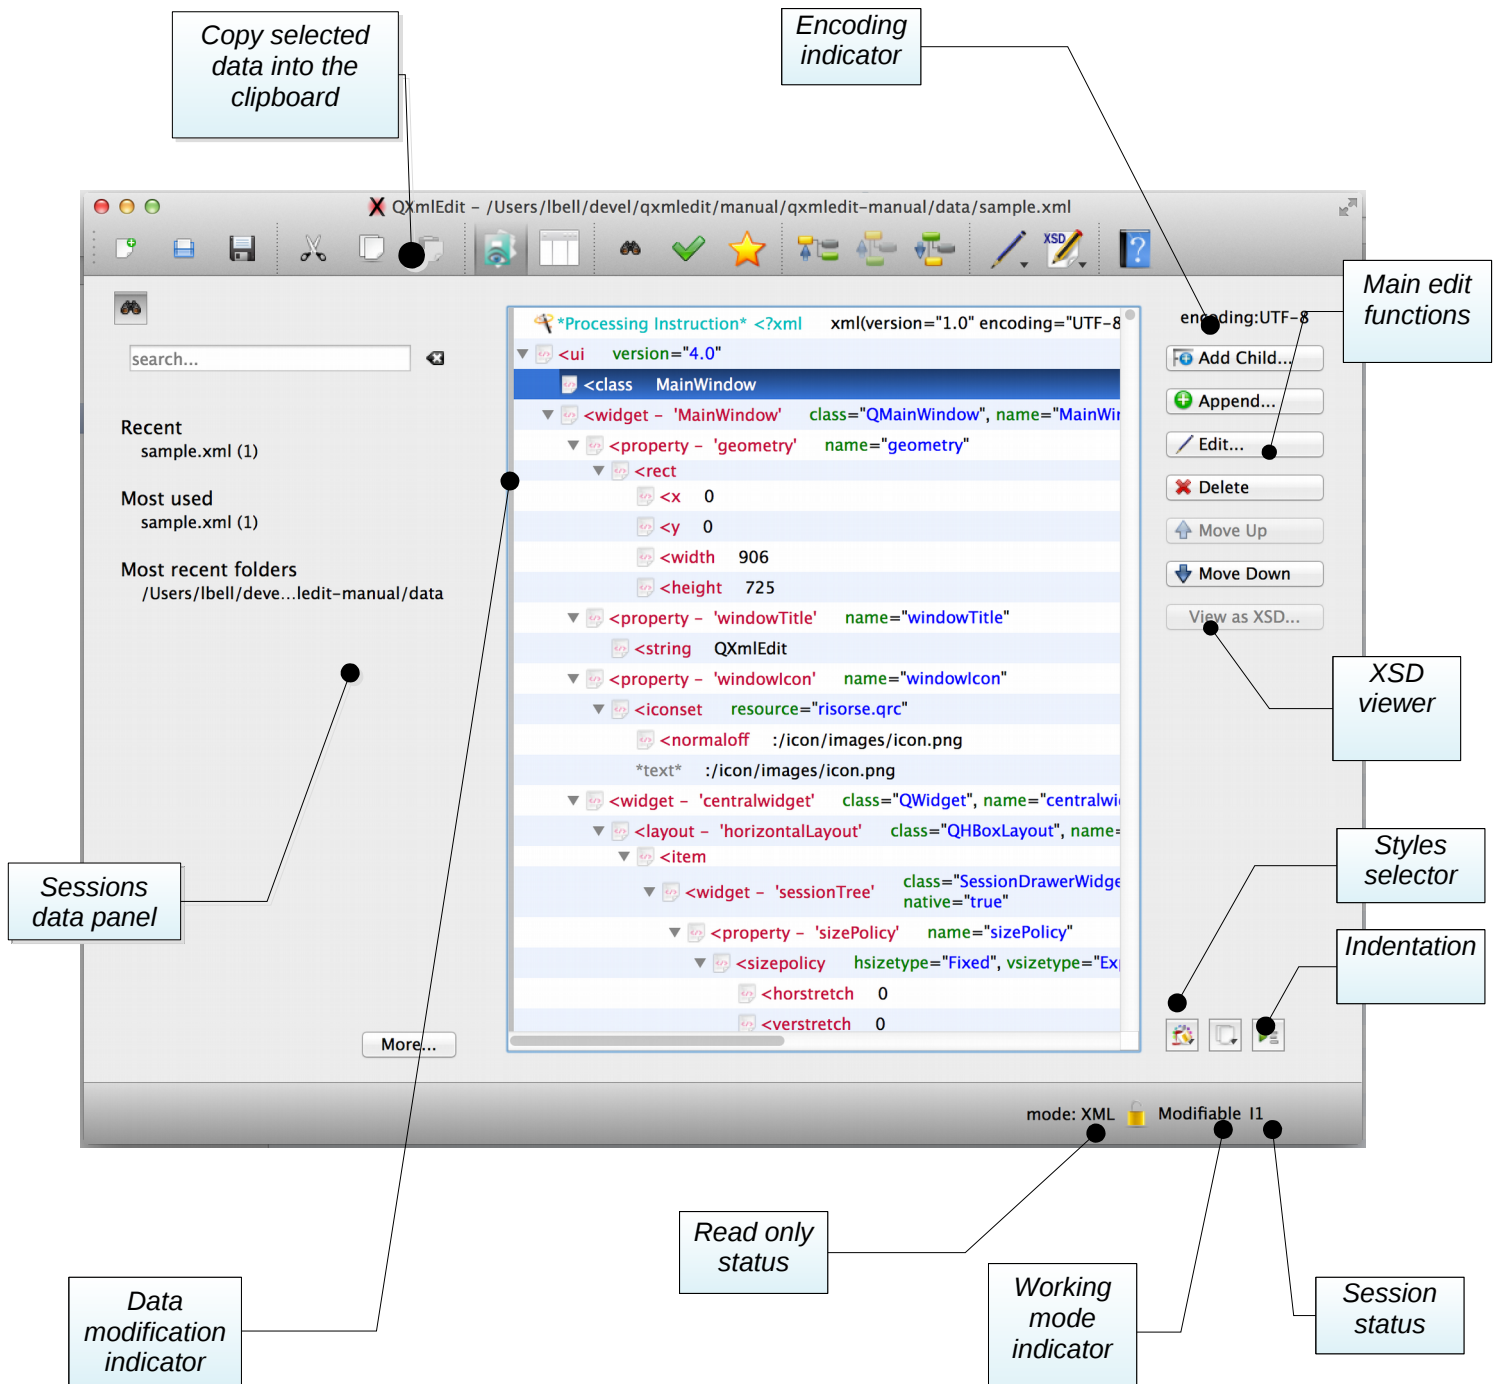 Copy selected
data into the
clipboard
Encoding
indicator
QXmlEdit – /Users/lbell/devel/qxmledit/manual/qxmledit-manual/data/sample.xml
XSD
?
Main edit
functions
search...
Recent
sample.xml (1)
Most used
sample.xml (1)
Most recent folders
/Users/lbell/deve...ledit-manual/data
More...
*Processing Instruction* <?xml xml(version="1.0" encoding="UTF-8
<ui version="4.0"
<class MainWindow
<widget – 'MainWindow' class="QMainWindow", name="MainWin
<property – 'geometry' name="geometry"
<rect
<x 0
<y 0
<width 906
<height 725
<property – 'windowTitle' name="windowTitle"
<string QXmlEdit
<property – 'windowIcon' name="windowIcon"
<iconset resource="risorse.qrc"
<normaloff :/icon/images/icon.png
*text* :/icon/images/icon.png
<widget – 'centralwidget' class="QWidget", name="centralwi
<layout – 'horizontalLayout' class="QHBoxLayout", name=
<item
<widget – 'sessionTree' class="SessionDrawerWidge
native="true"
<property – 'sizePolicy' name="sizePolicy"
<sizepolicy hsizetype="Fixed", vsizetype="Ex
<horstretch 0
<verstretch 0
encoding:UTF-8
Add Child...
Append...
Edit...
Delete
Move Up
Move Down
View as XSD...
XSD
viewer
Styles
selector
Indentation
Sessions
data panel
mode: XML Modifiable I1
Read only
status
Data
modification
indicator
Working
mode
indicator
Session
status